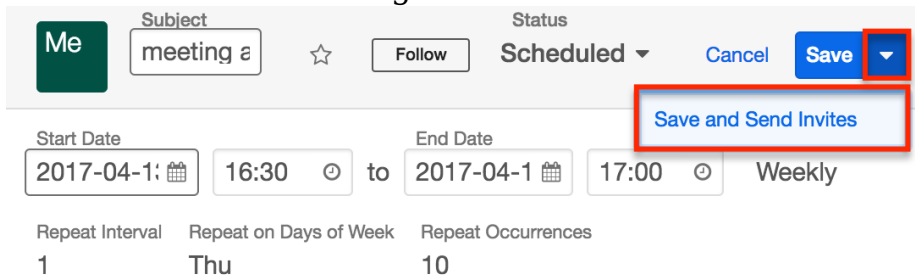 Subject
Status
Me
meeting a
Follow
Scheduled
Cancel
Save
Save and Send Invites
Start Date
End Date
2017-04-1
16:30
to
2017-04-1
17:00
Weekly
Repeat Interval
Repeat on Days of Week
Repeat Occurrences
1
Thu
10